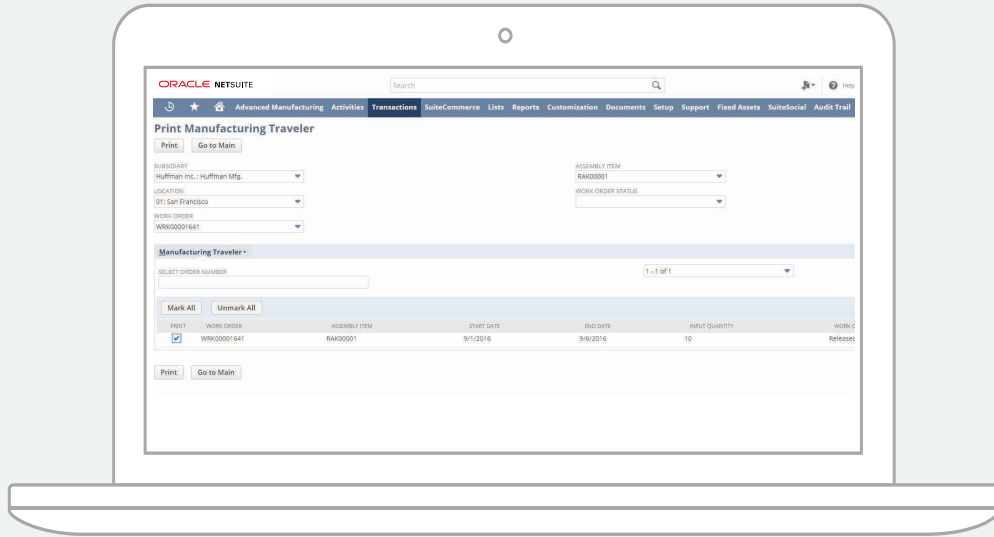 ORACLE NETSUITE
Search
Help
Advanced Manufacturing Activities Transactions SuiteCommerce Lists Reports Customization Documents Setup Support Fixed Assets SuiteSocial Audit Trail
Print Manufacturing Traveler
Print Go to Main
SUBSIDIARY ASSEMBLY ITEM
Huffman Inc. : Huffman Mfg. RAK00001
LOCATION WORK ORDER STATUS
01: San Francisco
WORK ORDER
WRK00001641
Manufacturing Traveler •
SELECT ORDER NUMBER 1 - 1 of 1
Mark All Unmark All
PRINT WORK ORDER ASSEMBLY ITEM START DATE END DATE INPUT QUANTITY WORK
WRK00001641 RAK00001 9/1/2016 9/6/2016 10 Released
Print Go to Main